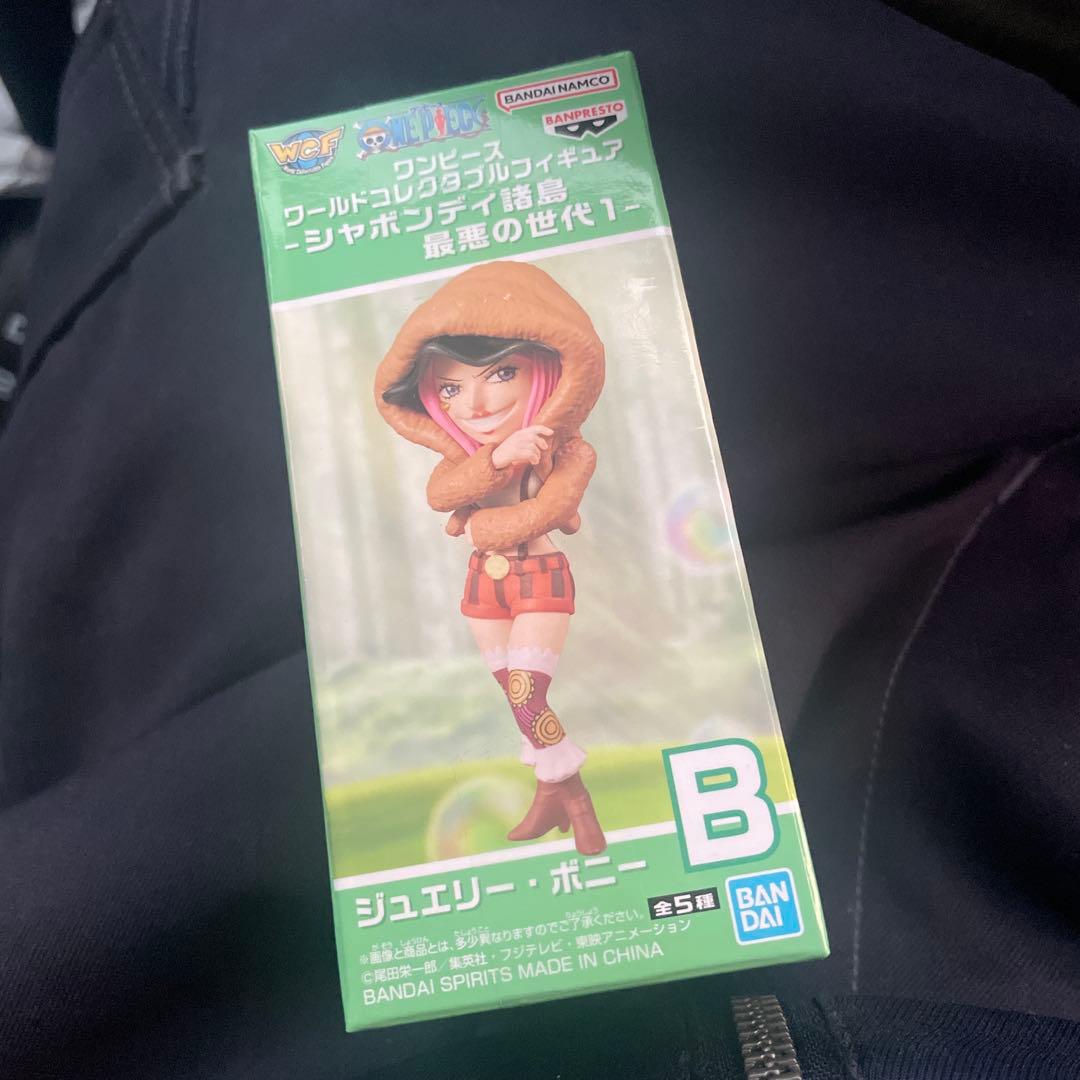 WCF
ONE PIECE
BANDAI NAMCO
BANPRESTO
ワンピース
ワールドコレクタブルフィギュア
-シャボンディ諸島
最悪の世代1-
B
ジュエリー・ボニー
全5種
BAN
DAI
※画像と商品とは、多少異なりますのでご了承ください。
©尾田栄一郎／集英社・フジテレビ・東映アニメーション
BANDAI SPIRITS MADE IN CHINA